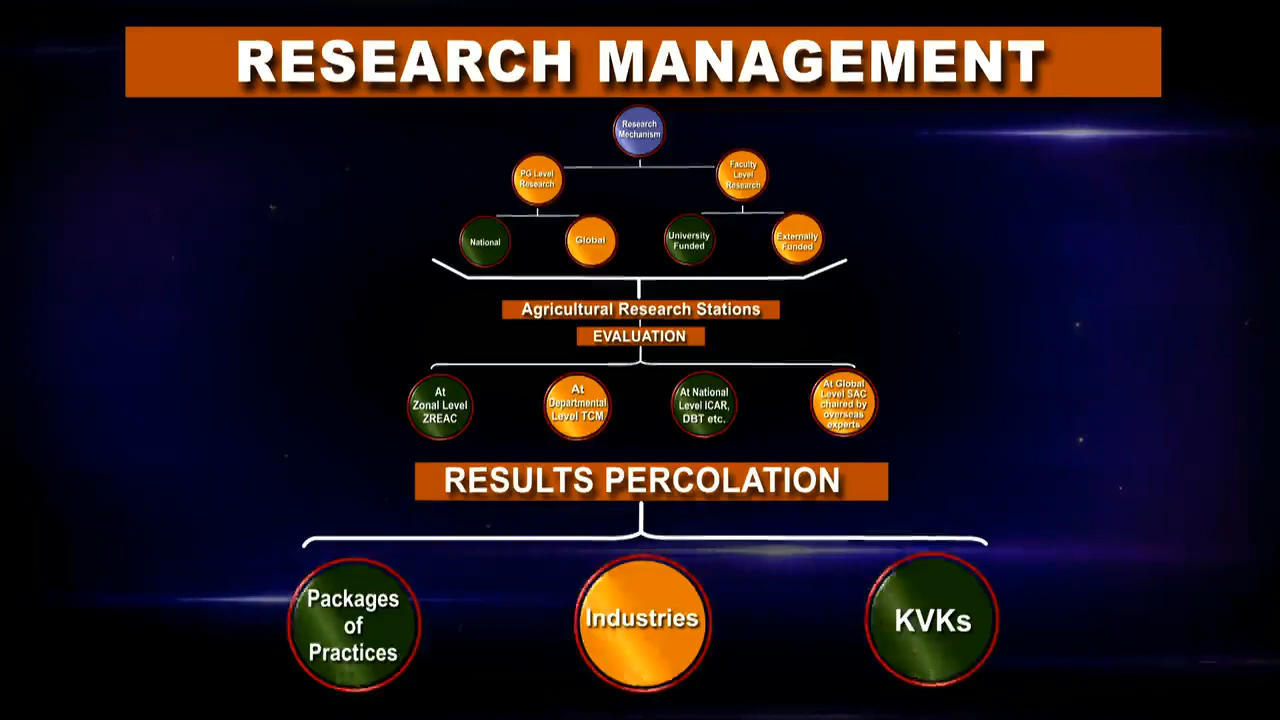 RESEARCH MANAGEMENT
Research
Mechanism
PG Level
Research
Faculty
Level
Research
National
Global
University
Funded
Externally
Funded
Agricultural Research Stations
EVALUATION
At
Zonal Level
ZREAC
At
Departmental
Level TCM
At National
Level ICAR,
DBT etc.
At Global
Level SAC
chaired by
overseas
experts
RESULTS PERCOLATION
Packages
of
Practices
Industries
KVKs